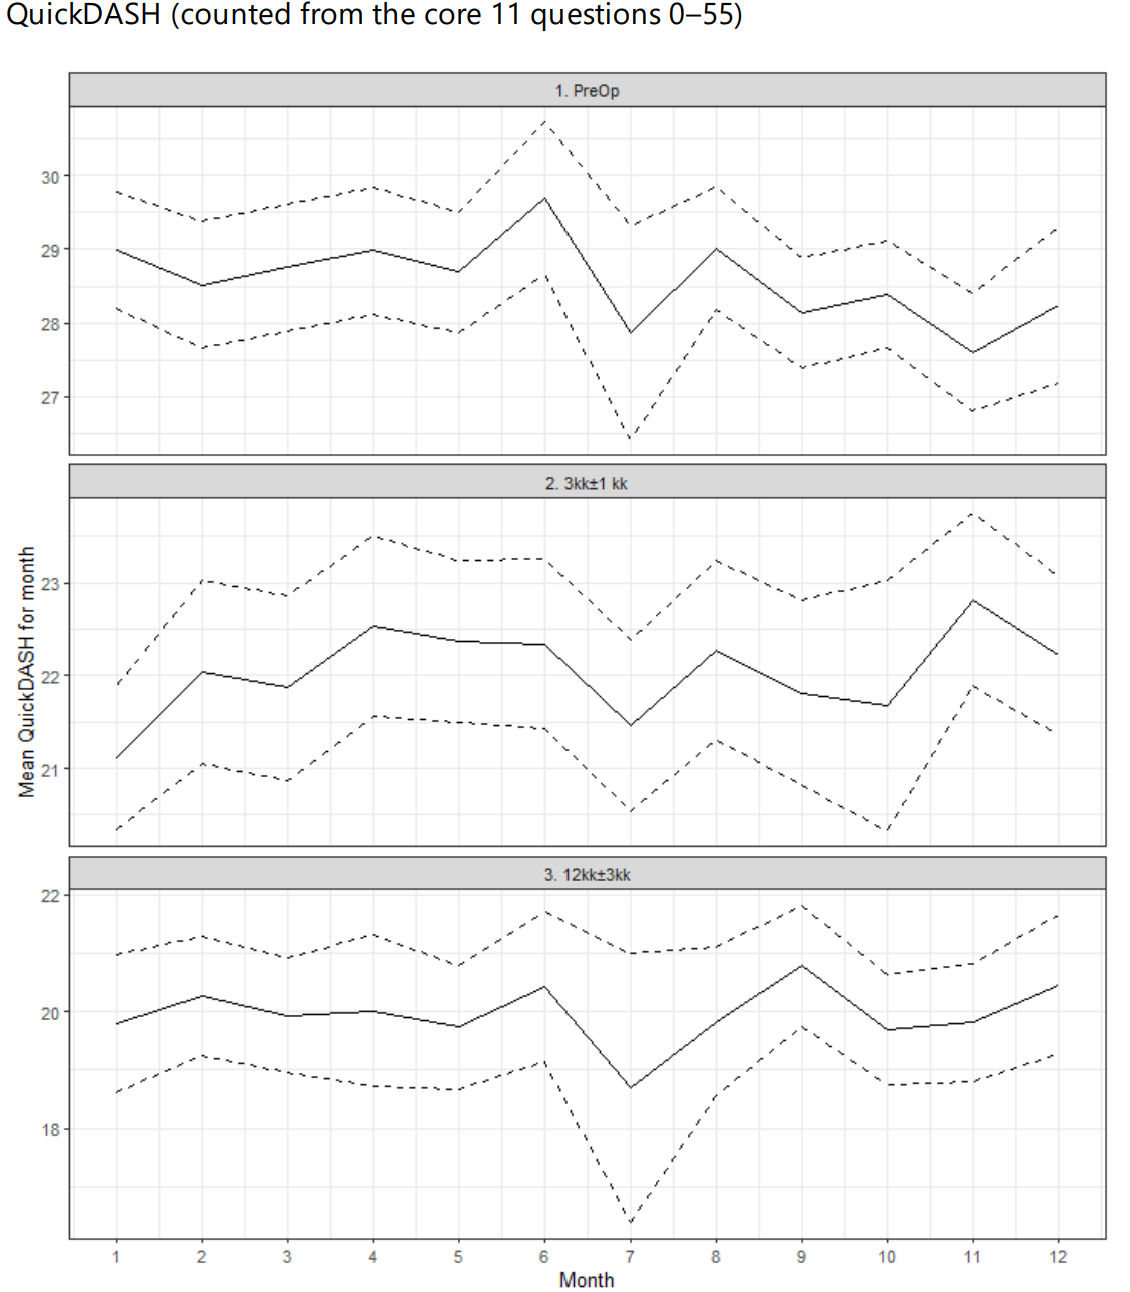 QuickDASH (counted from the core 11 questions 0–55)
1. PreOp
30
29
28
27
2. 3kk±1 kk
23
22
21
Mean QuickDASH for month
3. 12kk±3kk
22
20
18
1 2 3 4 5 6 7 8 9 10 11 12
Month